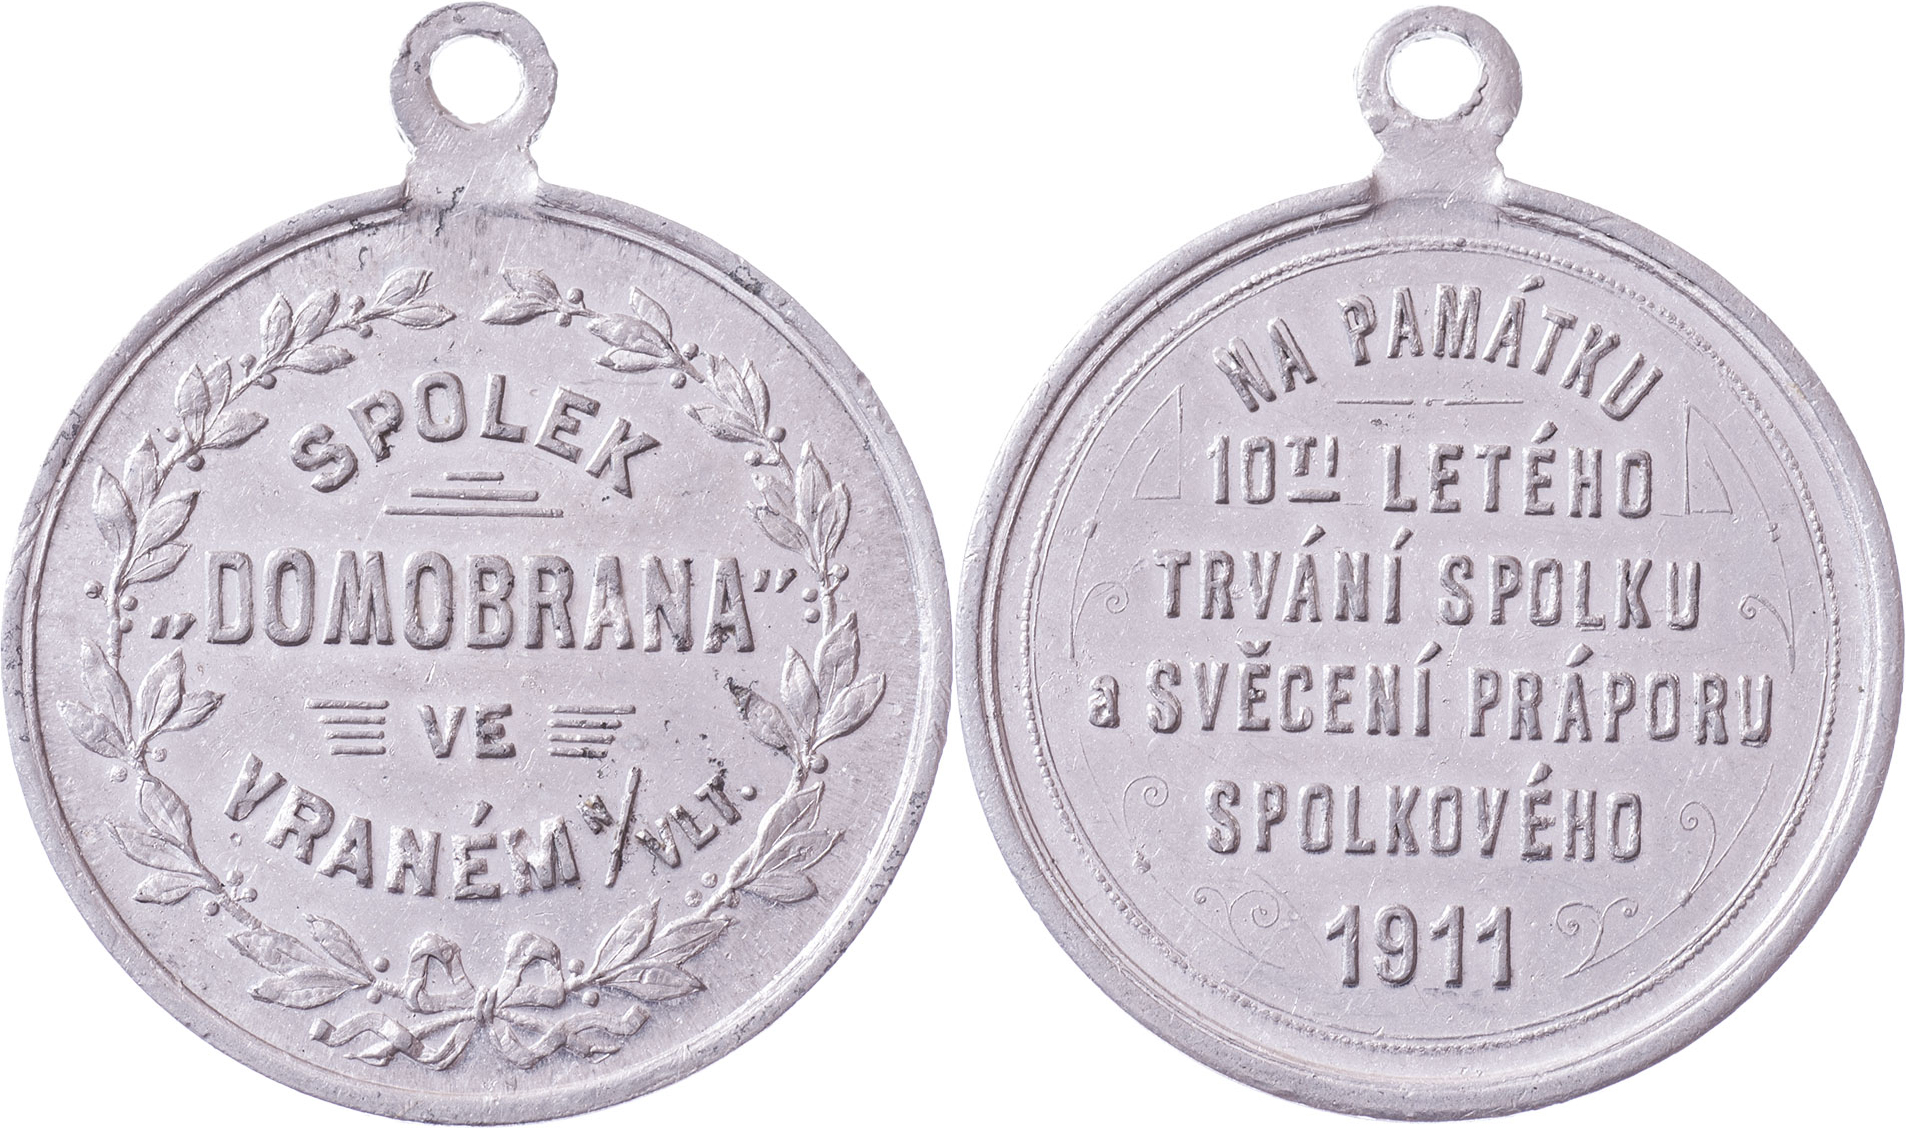 SPOLEK
„DOMOBRANA”
VE
VRANÉM N/VLT.
NA PAMÁTKU
10TI LETÉHO
TRVÁNÍ SPOLKU
a SVĚCENÍ PRÁPORU
SPOLKOVÉHO
1911